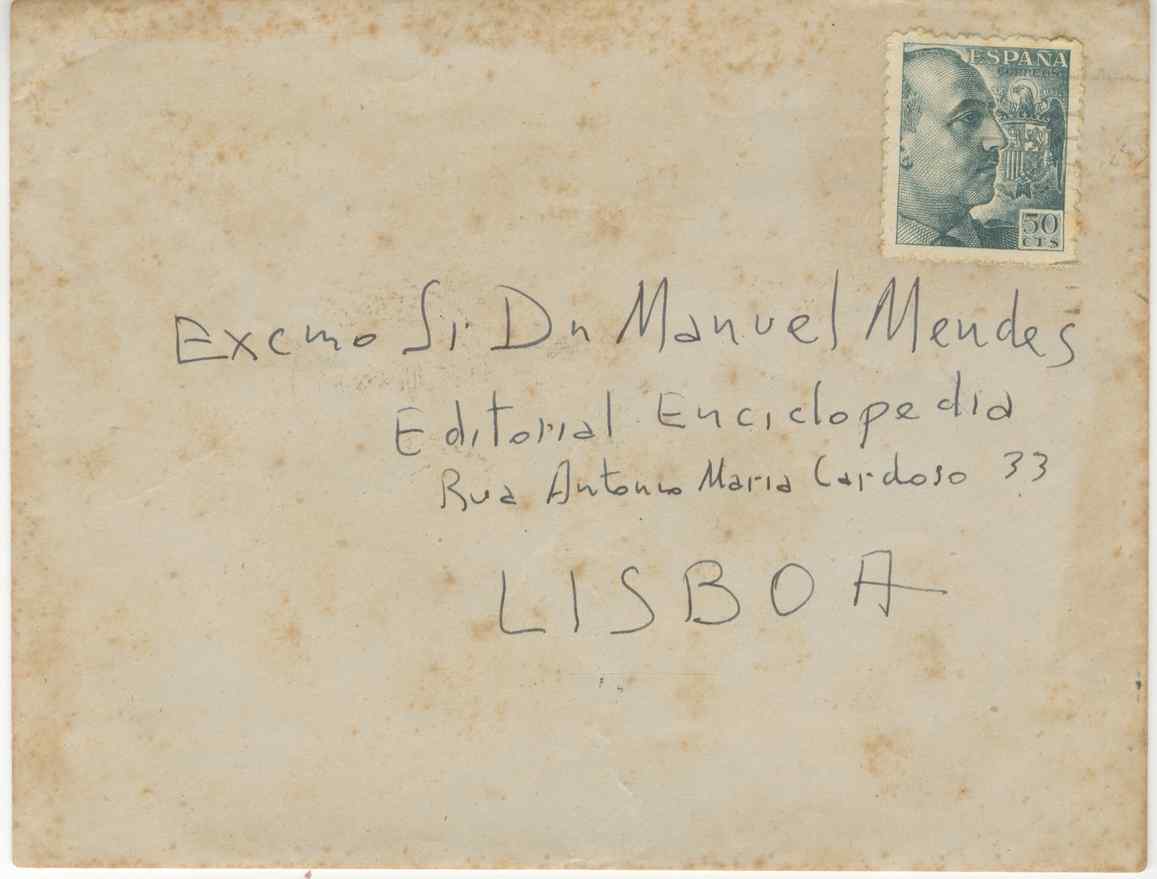 ESPAÑA
CORREOS
50
CTS
Excmo Sr Dn Manuel Mendes
Editorial Enciclopedia
Rua Antonio Maria Cardoso 33
LISBOA